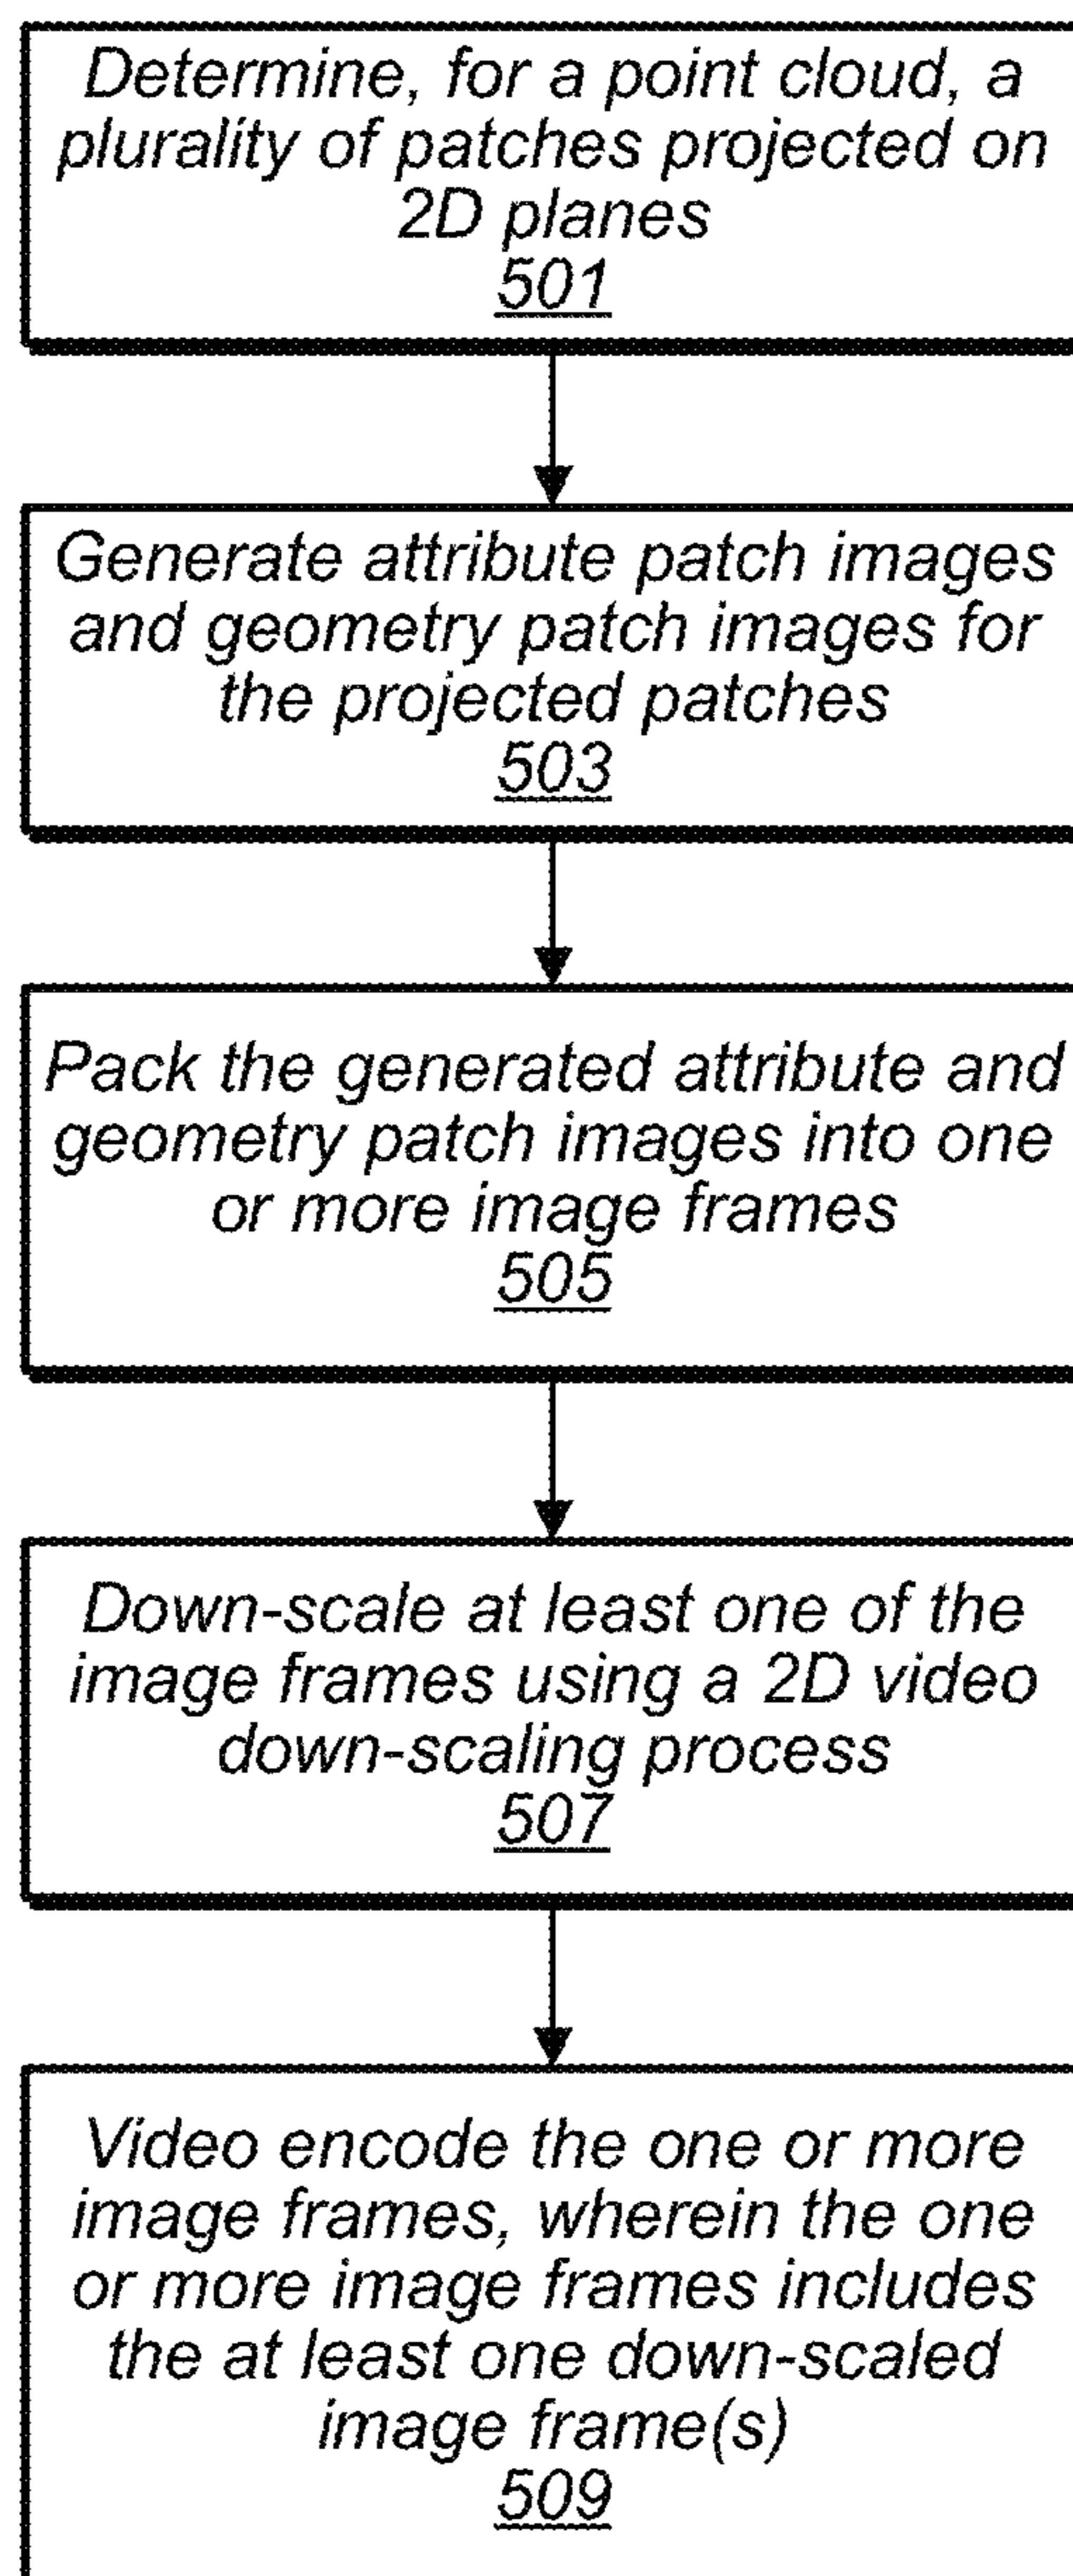 Determine, for a point cloud, a
plurality of patches projected on
2D planes
501
Generate attribute patch images
and geometry patch images for
the projected patches
503
Pack the generated attribute and
geometry patch images into one
or more image frames
505
Down-scale at least one of the
image frames using a 2D video
down-scaling process
507
Video encode the one or more
image frames, wherein the one
or more image frames includes
the at least one down-scaled
image frame(s)
509